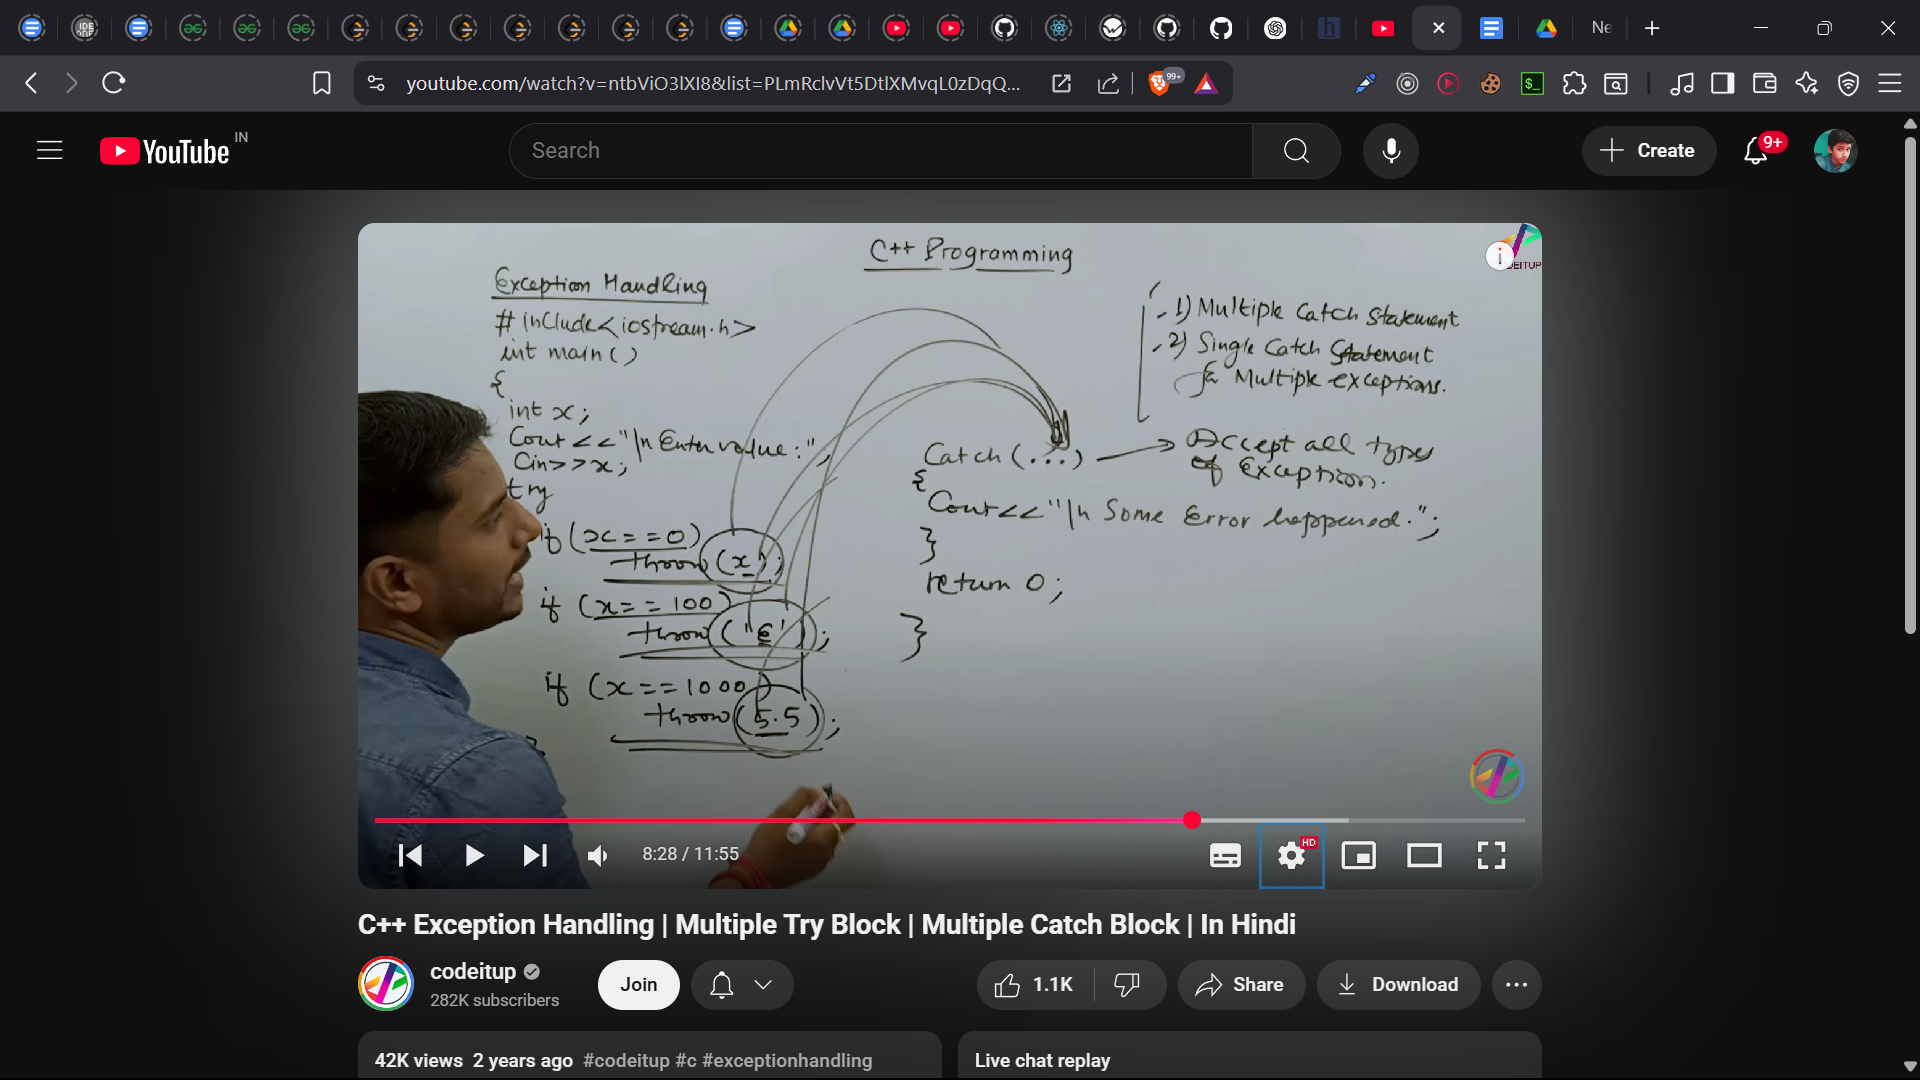 Ne
youtube.com/watch?v=ntbViO3lXI8&list=PLmRclvVt5DtlXMvqL0zDqQ...
99+
YouTube IN
Search
Create
9+
C++ Programming
Exception Handling
# include<iostream.h>
int main()
{
int x;
Cout<<"\n Enter value:";
Cin>>x;
try
if (x==0)
throw (x);
if (x==100)
throw ('E');
if (x==1000)
throw (5.5);
}
1) Multiple Catch Statement
2) Single Catch Statement
for Multiple exceptions.
Catch(...) → Accept all types
of Exception.
{
Cout<<"\n Some Error happened.";
}
return 0;
}
HD
8:28 / 11:55
C++ Exception Handling | Multiple Try Block | Multiple Catch Block | In Hindi
codeitup
282K subscribers
Join
1.1K
Share
Download
42K views 2 years ago #codeitup #c #exceptionhandling
Live chat replay